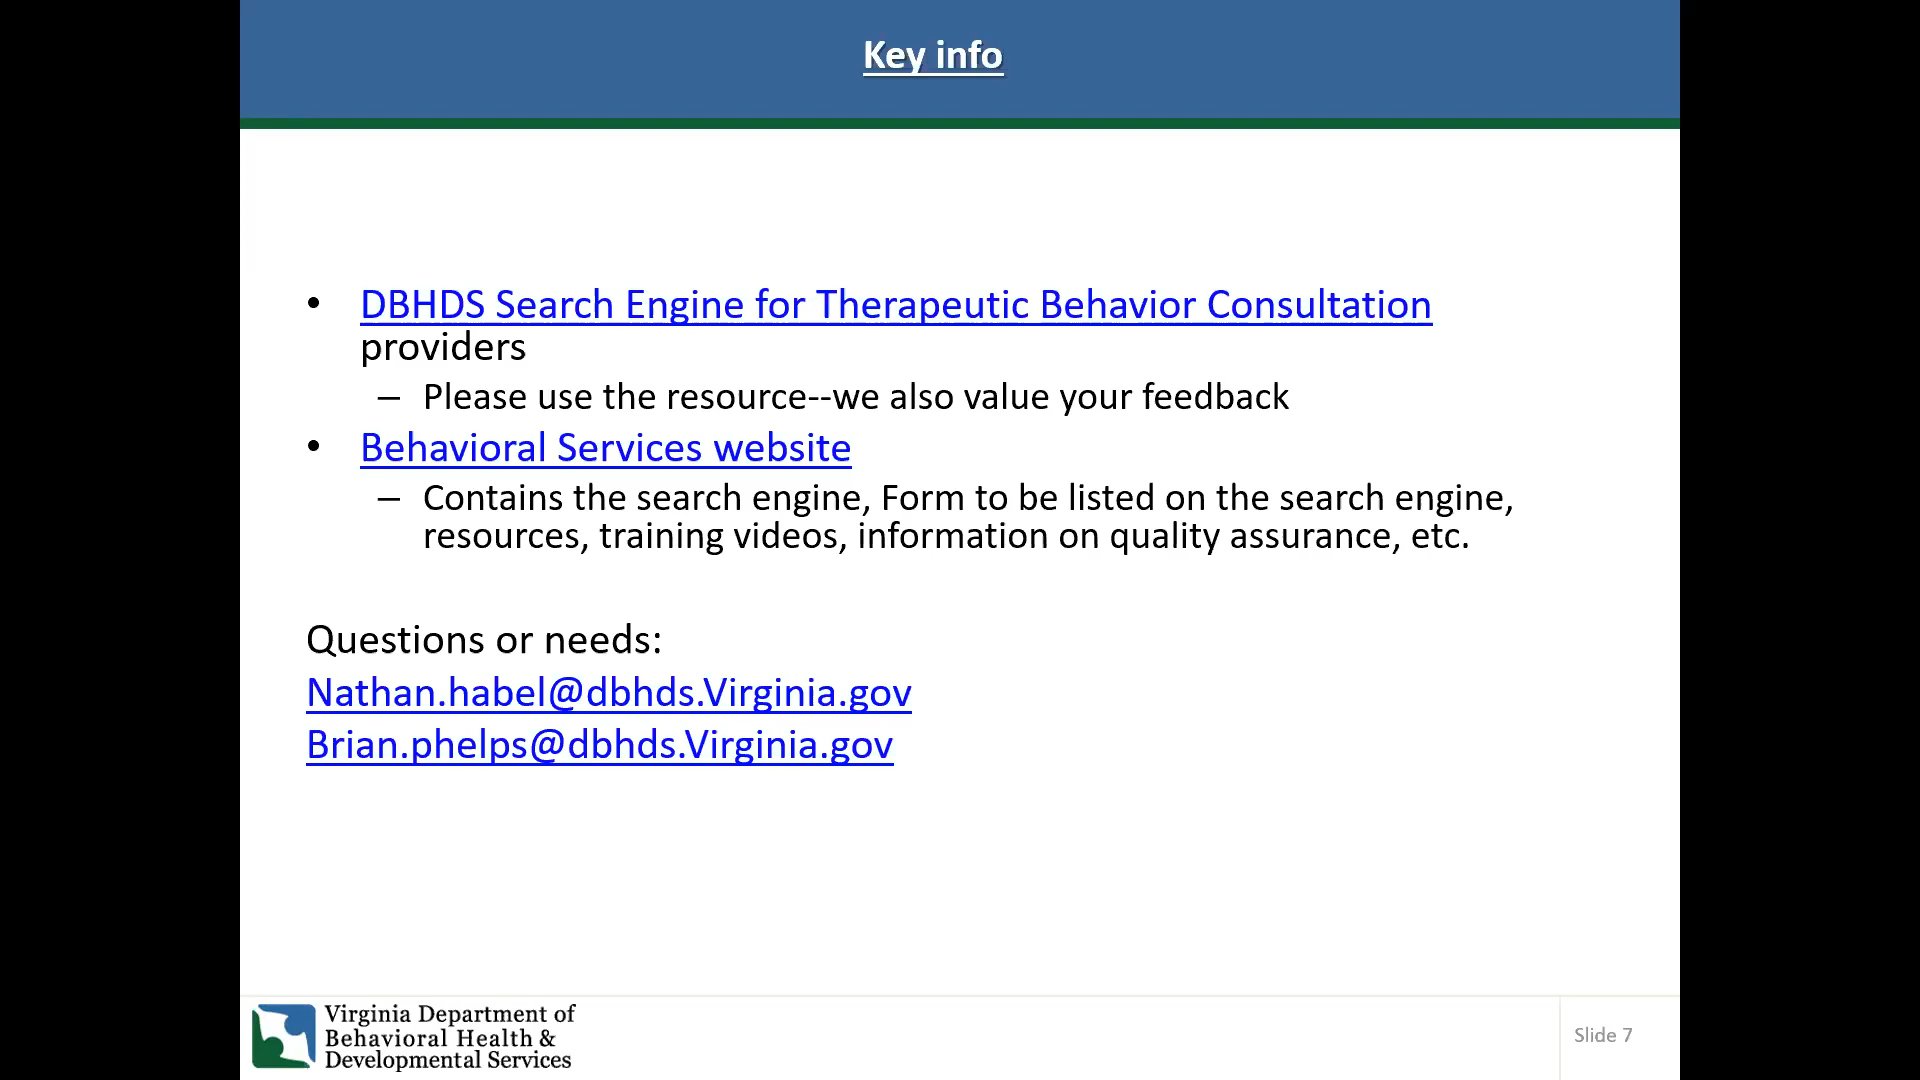 Key info
• DBHDS Search Engine for Therapeutic Behavior Consultation
providers
– Please use the resource--we also value your feedback
• Behavioral Services website
– Contains the search engine, Form to be listed on the search engine,
resources, training videos, information on quality assurance, etc.
Questions or needs:
Nathan.habel@dbhds.Virginia.gov
Brian.phelps@dbhds.Virginia.gov
Virginia Department of
Behavioral Health &
Developmental Services
Slide 7